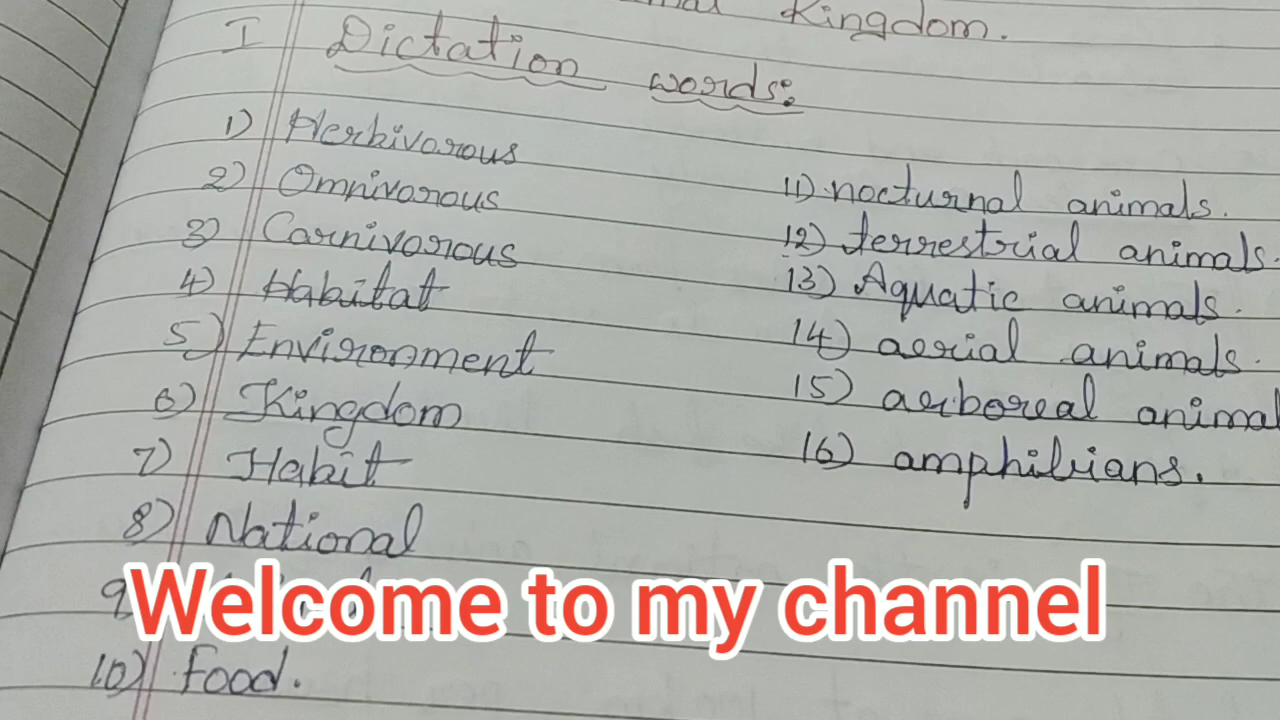 Kingdom.
I Dictation words:
1) Herbivorous
2) Omnivorous
3) Carnivorous
4) Habitat
5) Environment
6) Kingdom
7) Habit
8) National
9)
10) Food.
11) nocturnal animals.
12) terrestrial animals.
13) Aquatic animals.
14) aerial animals.
15) arboreal animal
16) amphibians.
Welcome to my channel